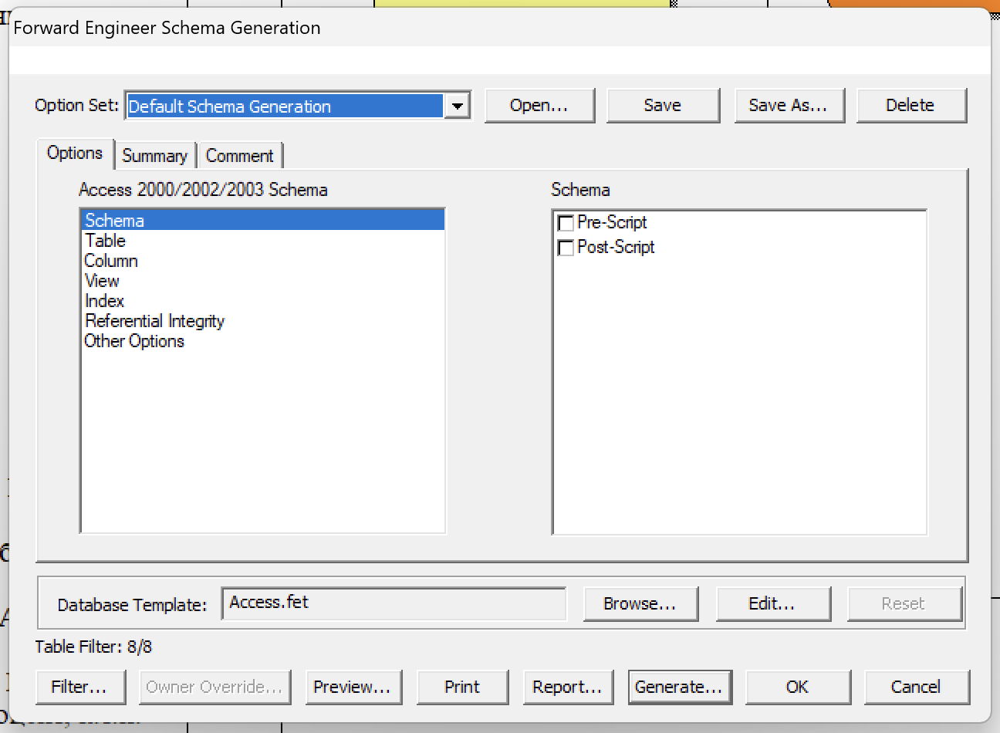 Forward Engineer Schema Generation
Option Set: Default Schema Generation Open... Save Save As... Delete
Options Summary Comment
Access 2000/2002/2003 Schema
Schema
Table
Column
View
Index
Referential Integrity
Other Options
Schema
Pre-Script
Post-Script
Database Template: Access.fet Browse... Edit... Reset
Table Filter: 8/8
Filter... Owner Override... Preview... Print Report... Generate... OK Cancel